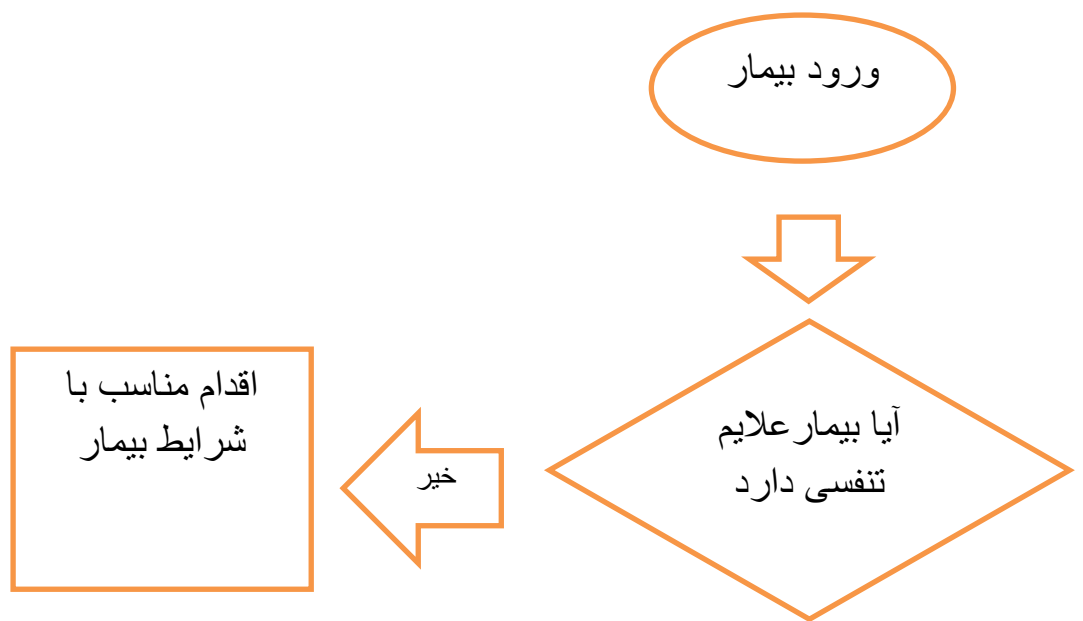 ورود بیمار
آیا بیمار علایم
تنفسی دارد
خیر
اقدام مناسب با
شرایط بیمار